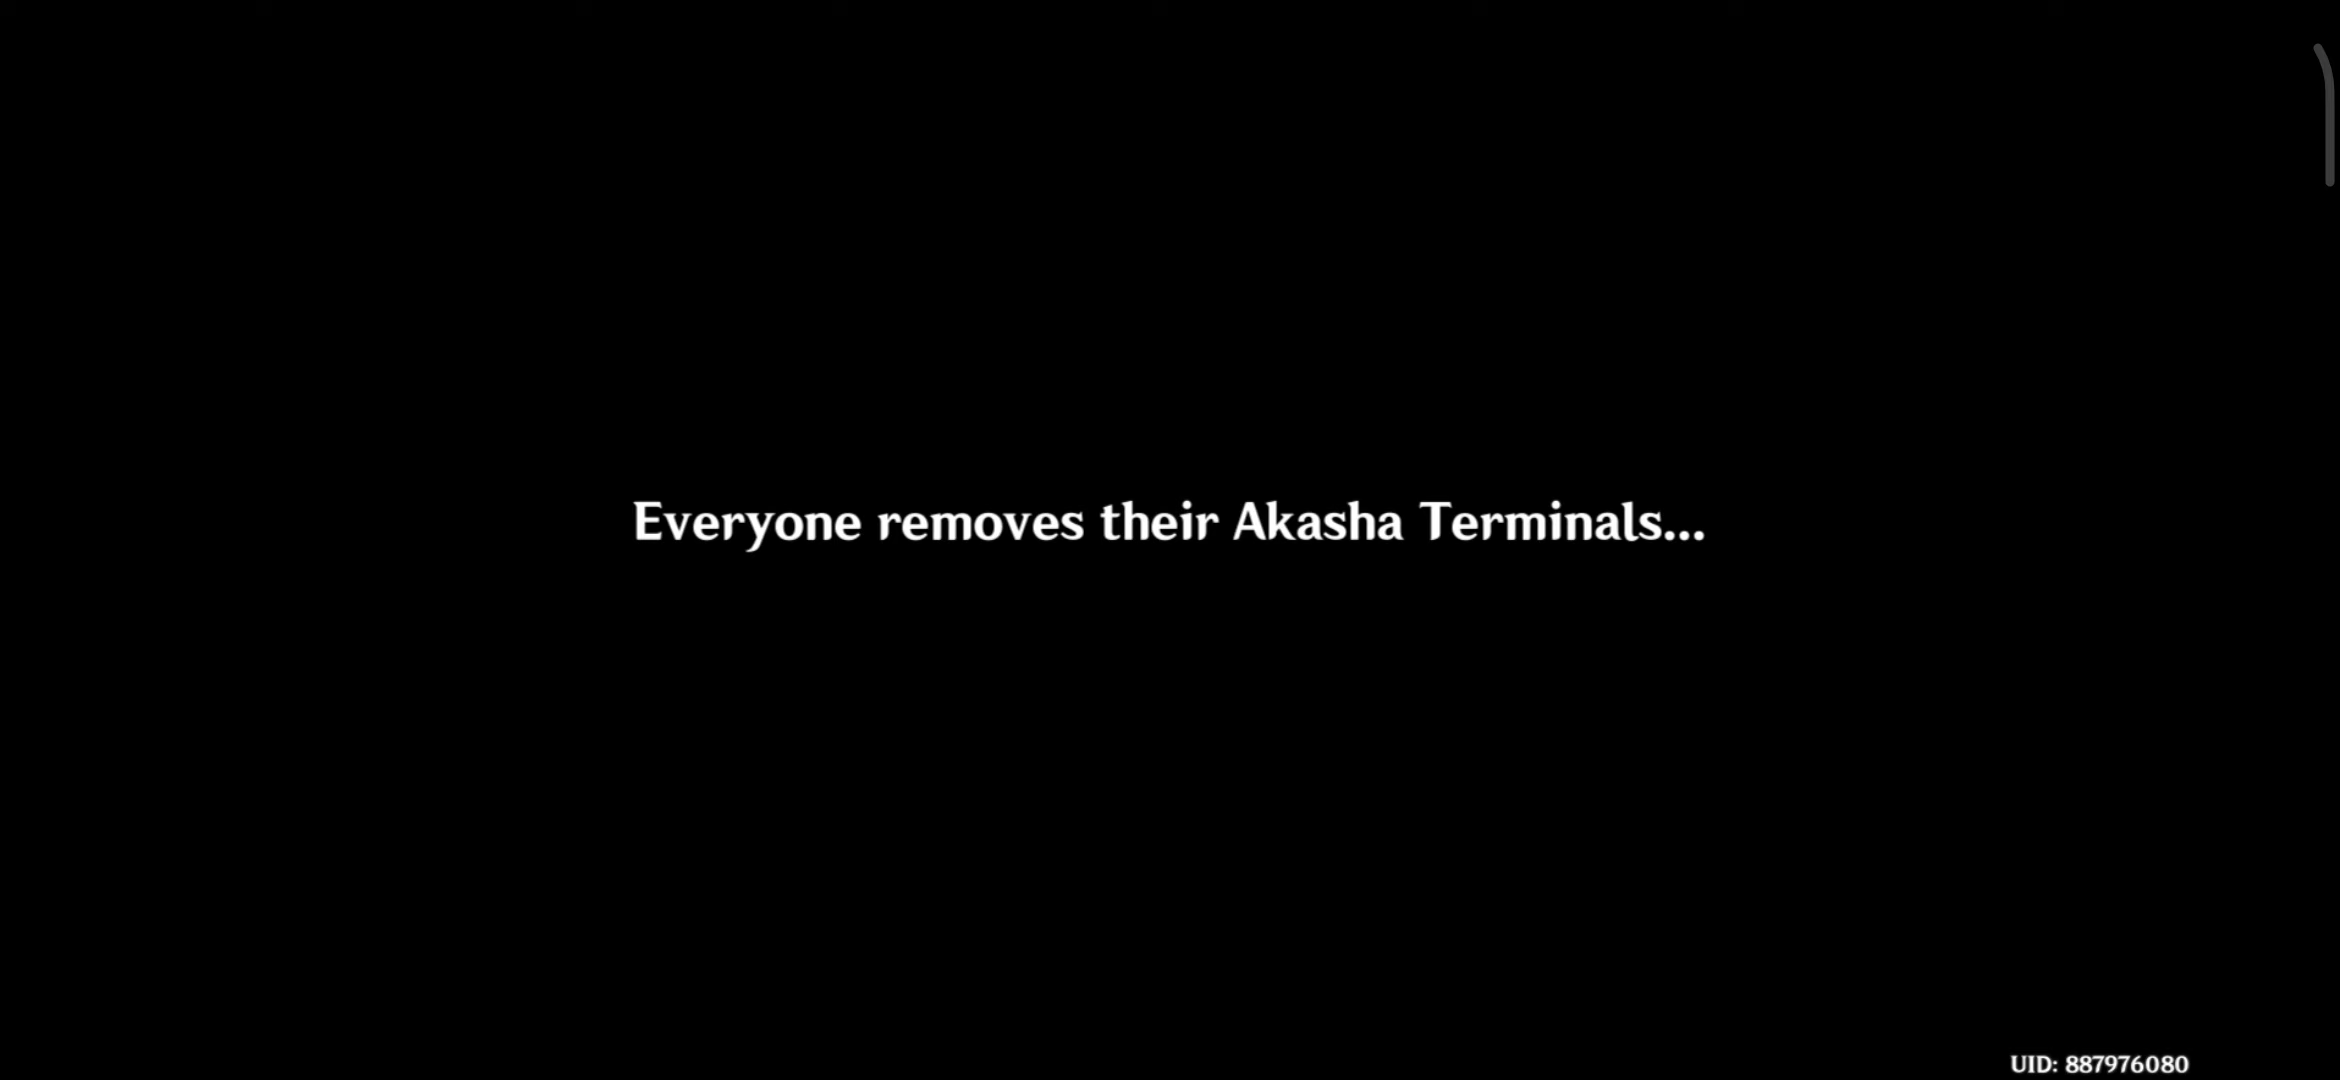 Everyone removes their Akasha Terminals...
UID: 887976080